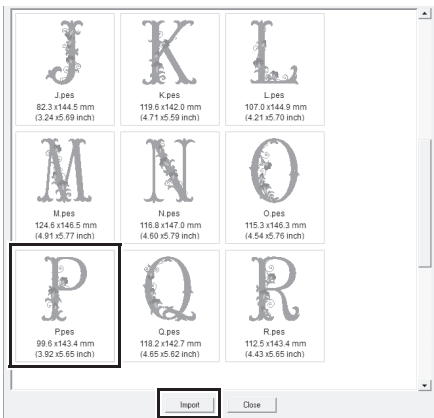 J K L
J.pes K.pes L.pes
82.3 x144.5 mm 119.6 x142.0 mm 107.0 x144.9 mm
(3.24 x5.69 inch) (4.71 x5.59 inch) (4.21 x5.70 inch)
M N O
M.pes N.pes O.pes
124.6 x146.5 mm 116.8 x147.0 mm 115.3 x146.3 mm
(4.91 x5.77 inch) (4.60 x5.79 inch) (4.54 x5.76 inch)
P Q R
P.pes Q.pes R.pes
99.6 x143.4 mm 118.2 x142.7 mm 112.5 x143.4 mm
(3.92 x5.65 inch) (4.65 x5.62 inch) (4.43 x5.65 inch)
Import Close